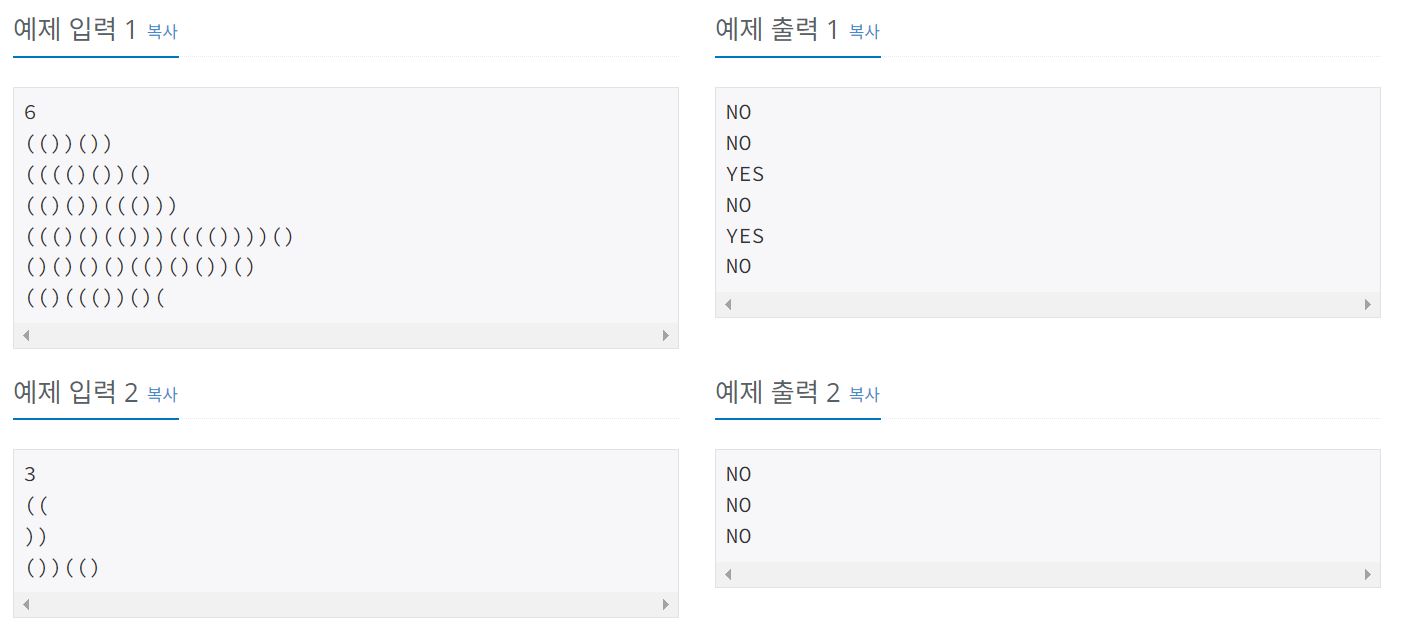 예제 입력 1 복사
6
(())())
(((()())()
(()())((()))
((()()(()))(((())))()
()()()()(()()())()
(()((())()(
예제 출력 1 복사
NO
NO
YES
NO
YES
NO
예제 입력 2 복사
3
((
))
())(()
예제 출력 2 복사
NO
NO
NO